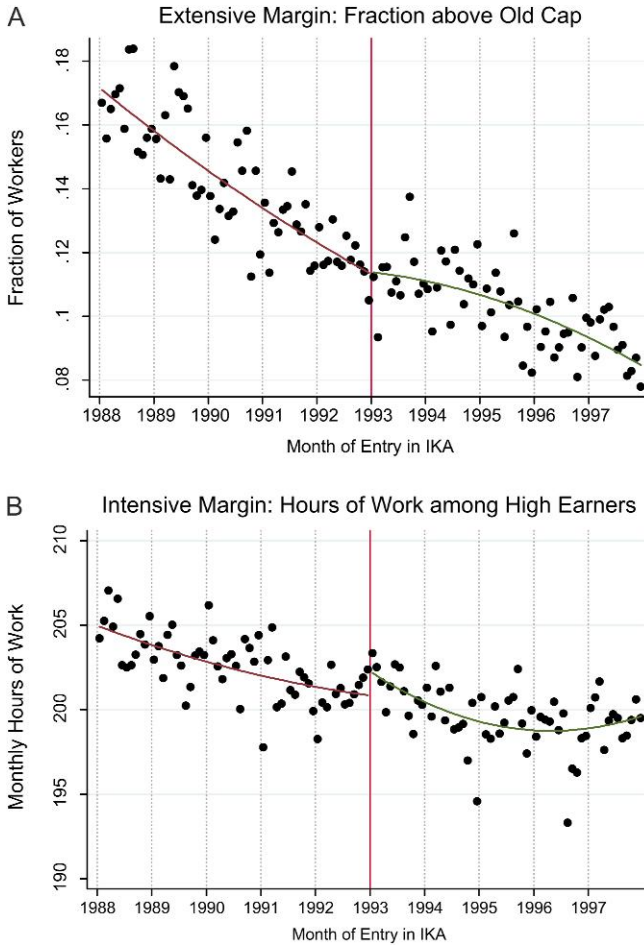 A
Extensive Margin: Fraction above Old Cap
Fraction of Workers
.18
.16
.14
.12
.1
.08
1988 1989 1990 1991 1992 1993 1994 1995 1996 1997
Month of Entry in IKA
B
Intensive Margin: Hours of Work among High Earners
Monthly Hours of Work
210
205
200
195
190
1988 1989 1990 1991 1992 1993 1994 1995 1996 1997
Month of Entry in IKA